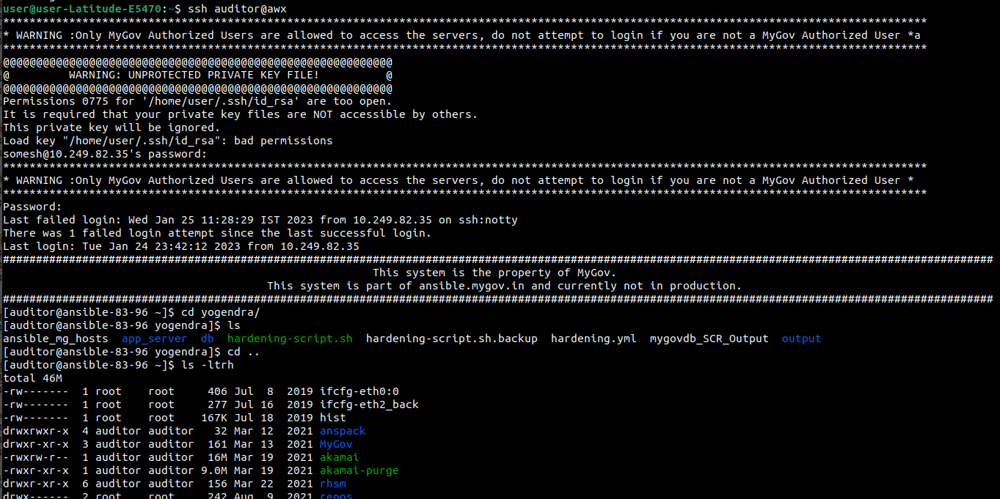 user@user-Latitude-E5470:~$ ssh auditor@awx
********************************************************************************************************************************************
* WARNING :Only MyGov Authorized Users are allowed to access the servers, do not attempt to login if you are not a MyGov Authorized User *a
********************************************************************************************************************************************
@@@@@@@@@@@@@@@@@@@@@@@@@@@@@@@@@@@@@@@@@@@@@@@@@@@@@@@@@@@
@         WARNING: UNPROTECTED PRIVATE KEY FILE!          @
@@@@@@@@@@@@@@@@@@@@@@@@@@@@@@@@@@@@@@@@@@@@@@@@@@@@@@@@@@@
Permissions 0775 for '/home/user/.ssh/id_rsa' are too open.
It is required that your private key files are NOT accessible by others.
This private key will be ignored.
Load key "/home/user/.ssh/id_rsa": bad permissions
somesh@10.249.82.35's password:
********************************************************************************************************************************************
* WARNING :Only MyGov Authorized Users are allowed to access the servers, do not attempt to login if you are not a MyGov Authorized User *
********************************************************************************************************************************************
Password:
Last failed login: Wed Jan 25 11:28:29 IST 2023 from 10.249.82.35 on ssh:notty
There was 1 failed login attempt since the last successful login.
Last login: Tue Jan 24 23:42:12 2023 from 10.249.82.35
######################################################################################################################################################
This system is the property of MyGov.
This system is part of ansible.mygov.in and currently not in production.
######################################################################################################################################################
[auditor@ansible-83-96 ~]$ cd yogendra/
[auditor@ansible-83-96 yogendra]$ ls
ansible_mg_hosts  app_server  db  hardening-script.sh  hardening-script.sh.backup  hardening.yml  mygovdb_SCR_Output  output
[auditor@ansible-83-96 yogendra]$ cd ..
[auditor@ansible-83-96 ~]$ ls -ltrh
total 46M
-rw-------  1 root    root     406 Jul  8  2019 ifcfg-eth0:0
-rw-------  1 root    root     277 Jul 16  2019 ifcfg-eth2_back
-rw-------  1 root    root    167K Jul 18  2019 hist
drwxrwxr-x  4 auditor auditor   32 Mar 12  2021 anspack
drwxr-xr-x  3 auditor auditor  161 Mar 13  2021 MyGov
-rwxrw-r--  1 auditor auditor  16M Mar 19  2021 akamai
-rwxr-xr-x  1 auditor auditor 9.0M Mar 19  2021 akamai-purge
drwxr-xr-x  6 auditor auditor  156 Mar 22  2021 rhsm
drwx------  2 root    root     242 Aug  9  2021 repos